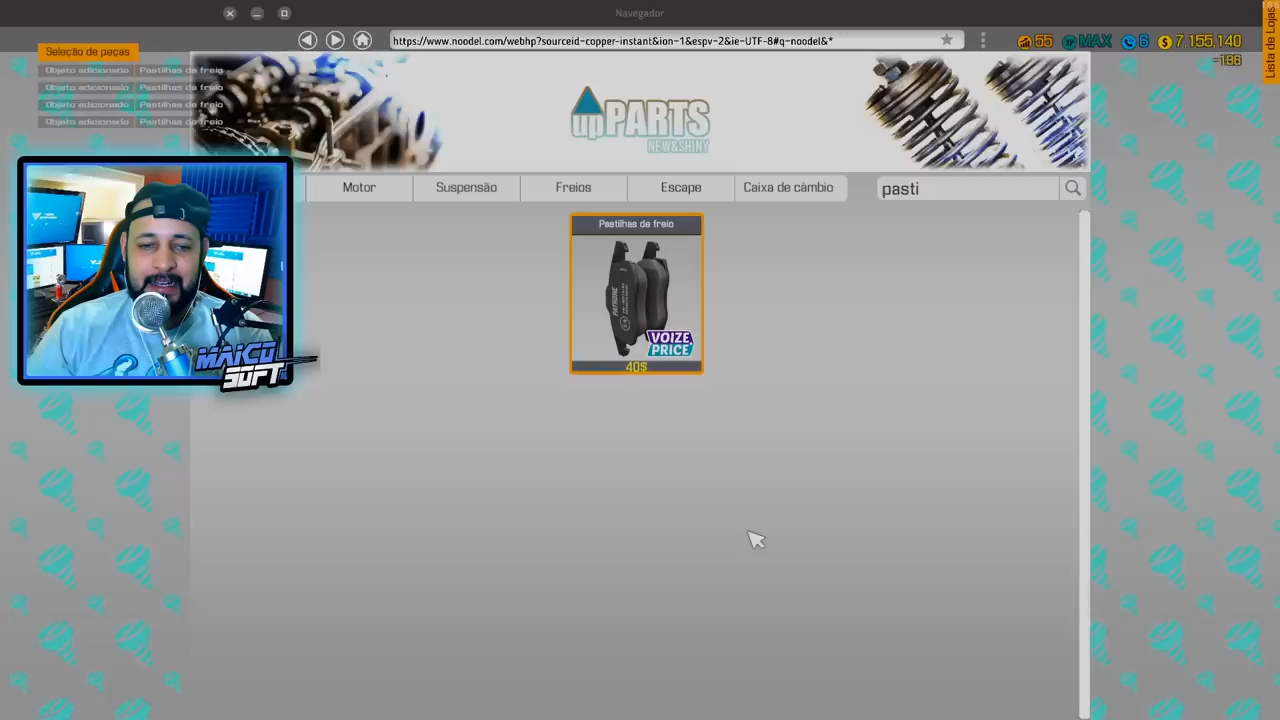 Navegador
https://www.noodel.com/webhp?sourceid-copper-instant&ion-1&espv-2&ie-UTF-8#q-noodel&*
55 MAX 6 $ 7,155,140
-136
Lista de Lojas
Seleção de peças
Objeto adicionado Pastilhas de freio
Objeto adicionado Pastilhas de freio
Objeto adicionado Pastilhas de freio
Objeto adicionado Pastilhas de freio
upPARTS
NEW&SHINY
Motor Suspensão Freios Escape Caixa de câmbio pasti
Pastilhas de freio
VOIZE
PRICE
40$
MAICO
SOFT